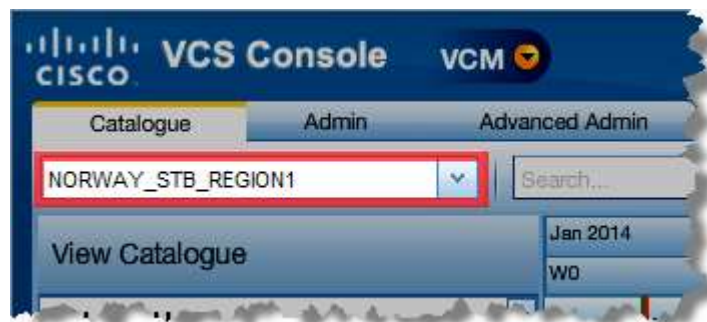 CISCO VCS Console VCM
Catalogue Admin Advanced Admin
NORWAY_STB_REGION1 Search...
View Catalogue
Jan 2014
W0